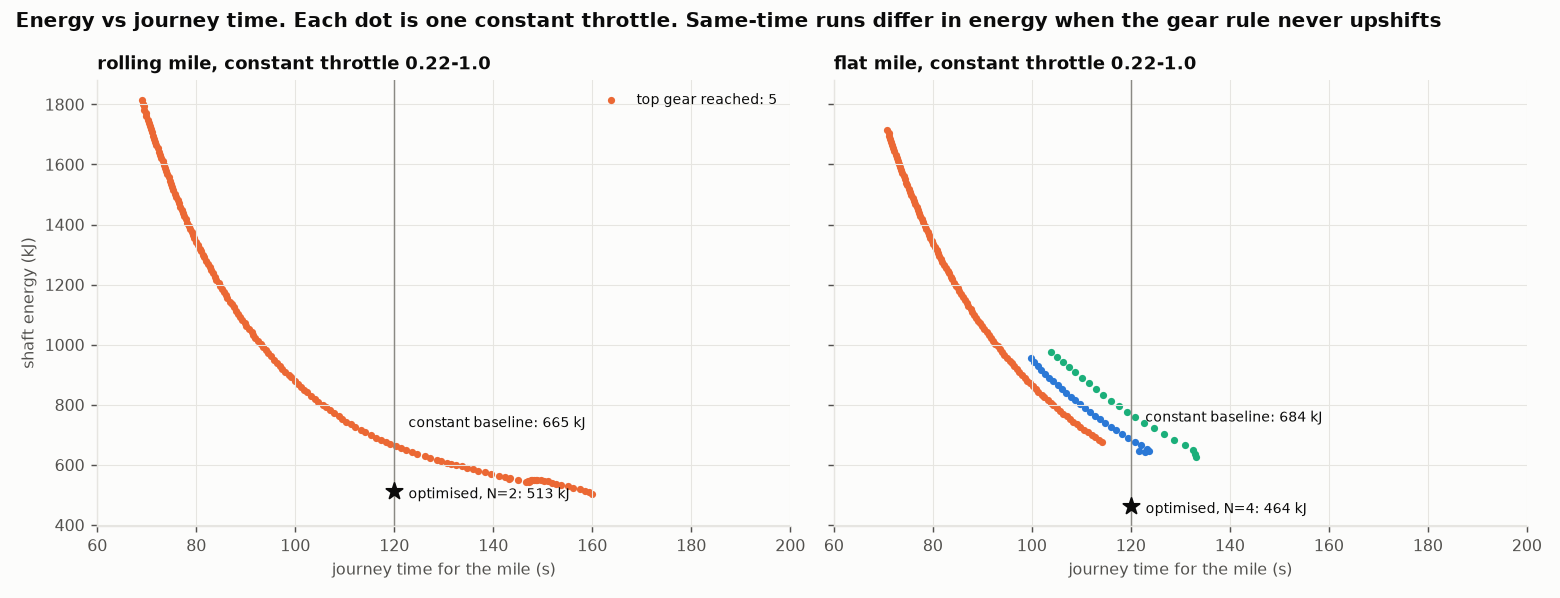 Energy vs journey time. Each dot is one constant throttle. Same-time runs differ in energy when the gear rule never upshifts
rolling mile, constant throttle 0.22-1.0
flat mile, constant throttle 0.22-1.0
top gear reached: 5
1800
1600
1400
1200
1000
800
600
400
shaft energy (kJ)
constant baseline: 665 kJ
optimised, N=2: 513 kJ
constant baseline: 684 kJ
optimised, N=4: 464 kJ
60 80 100 120 140 160 180 200
60 80 100 120 140 160 180 200
journey time for the mile (s)
journey time for the mile (s)